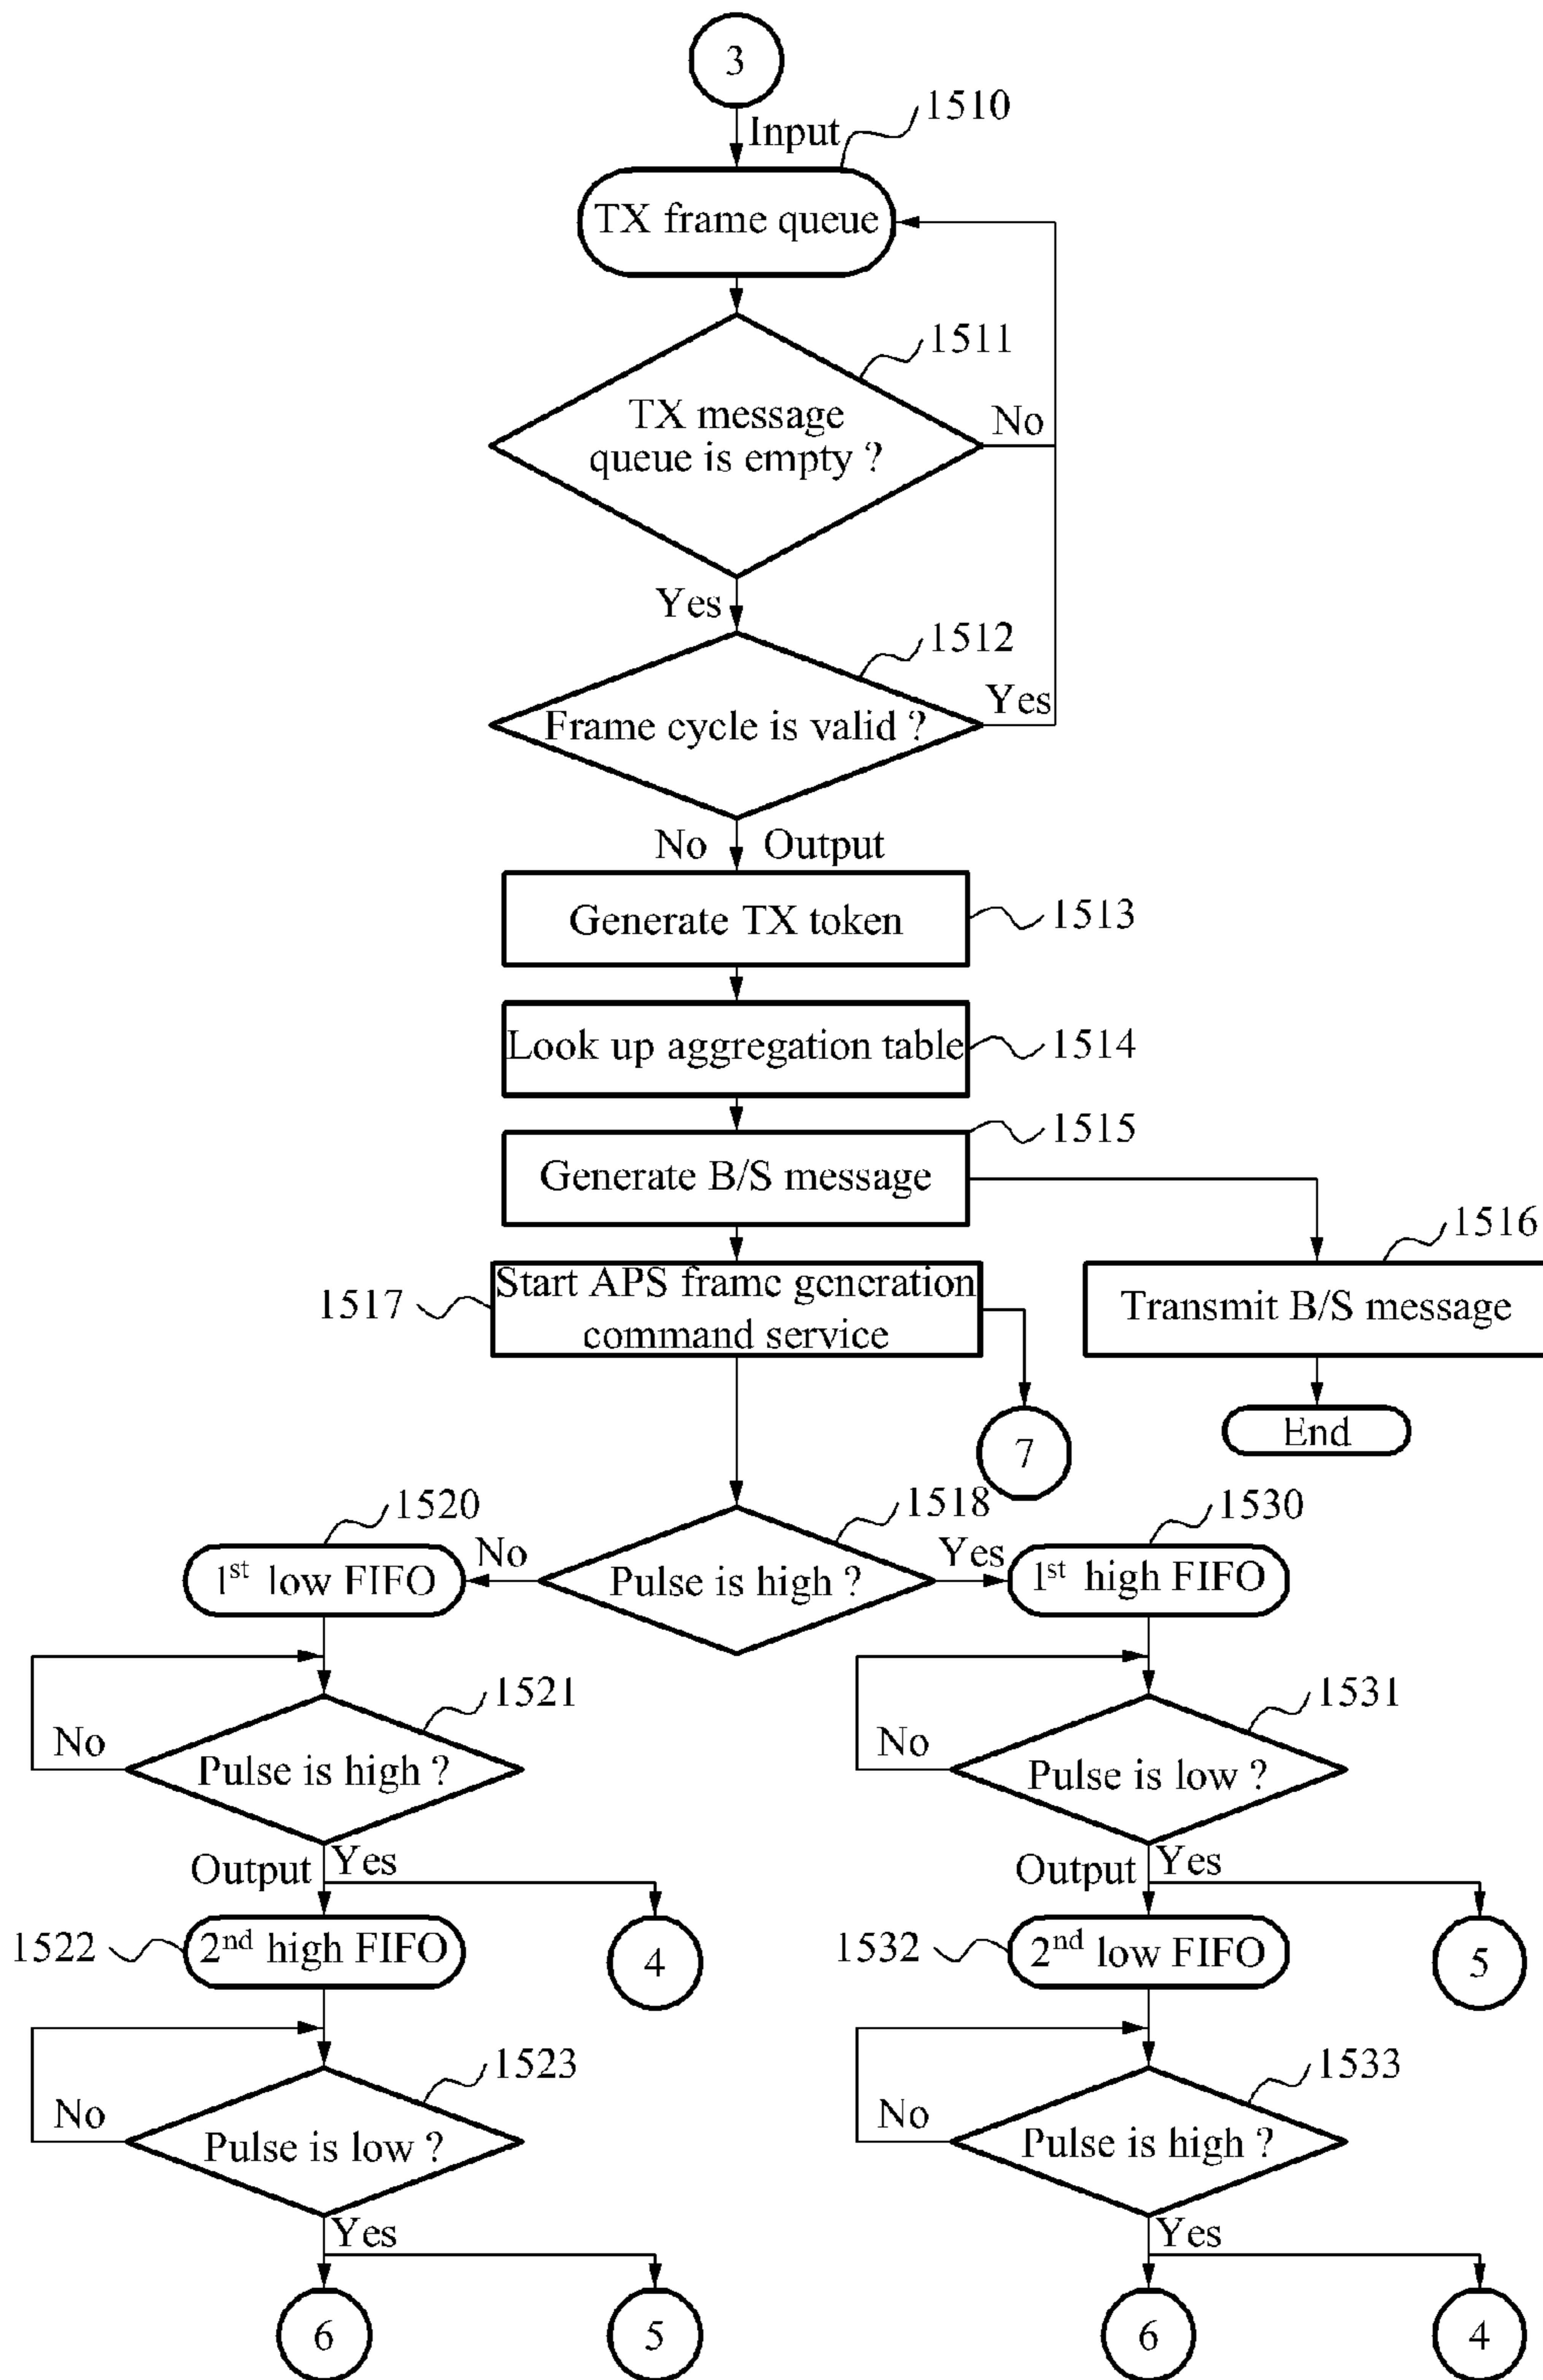 3
Input
1510
TX frame queue
1511
TX message
queue is empty ?
No
Yes
1512
Frame cycle is valid ?
Yes
No
Output
Generate TX token
1513
Look up aggregation table
1514
1515
Generate B/S message
1516
Transmit B/S message
End
1517
Start APS frame generation
command service
7
1518
Pulse is high ?
No
Yes
1520
1st low FIFO
1530
1st high FIFO
1521
Pulse is high ?
No
Output
Yes
1531
Pulse is low ?
No
Output
Yes
1522
2nd high FIFO
4
1532
2nd low FIFO
5
1523
Pulse is low ?
No
Yes
1533
Pulse is high ?
No
Yes
6
5
6
4